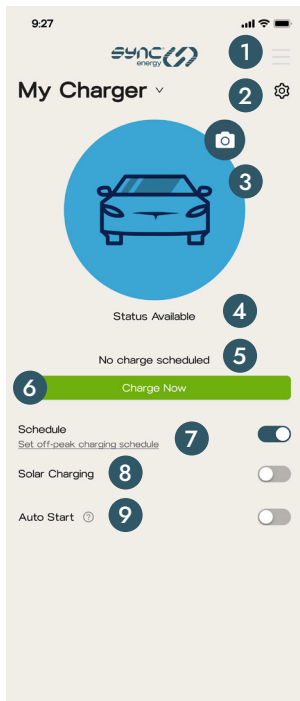 9:27
SYNC
energy
1
My Charger
2
3
Status Available
4
No charge scheduled
5
6
Charge Now
Schedule
Set off-peak charging schedule
7
Solar Charging
8
Auto Start ?
9